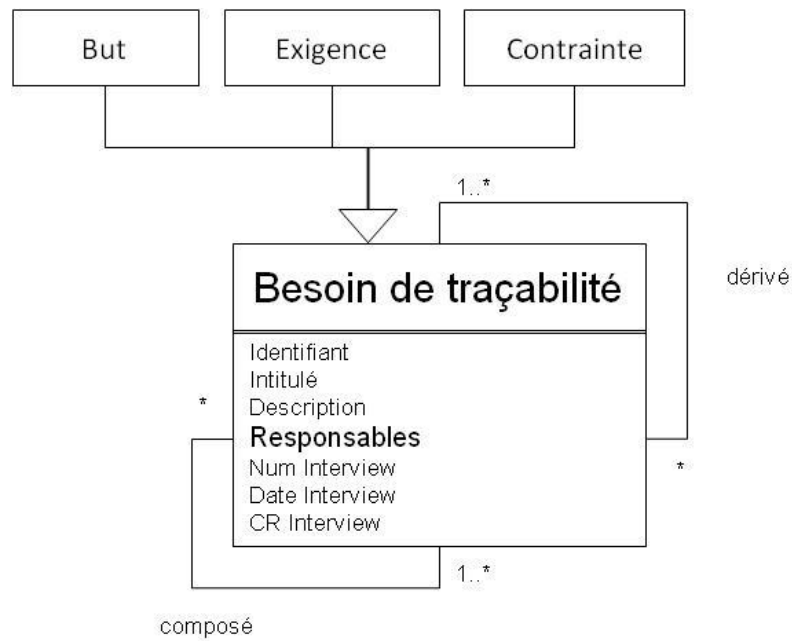 But
Exigence
Contrainte
1..*
Besoin de traçabilité
dérivé
Identifiant
Intitulé
Description
*
Responsables
Num Interview
*
Date Interview
CR Interview
1..*
composé